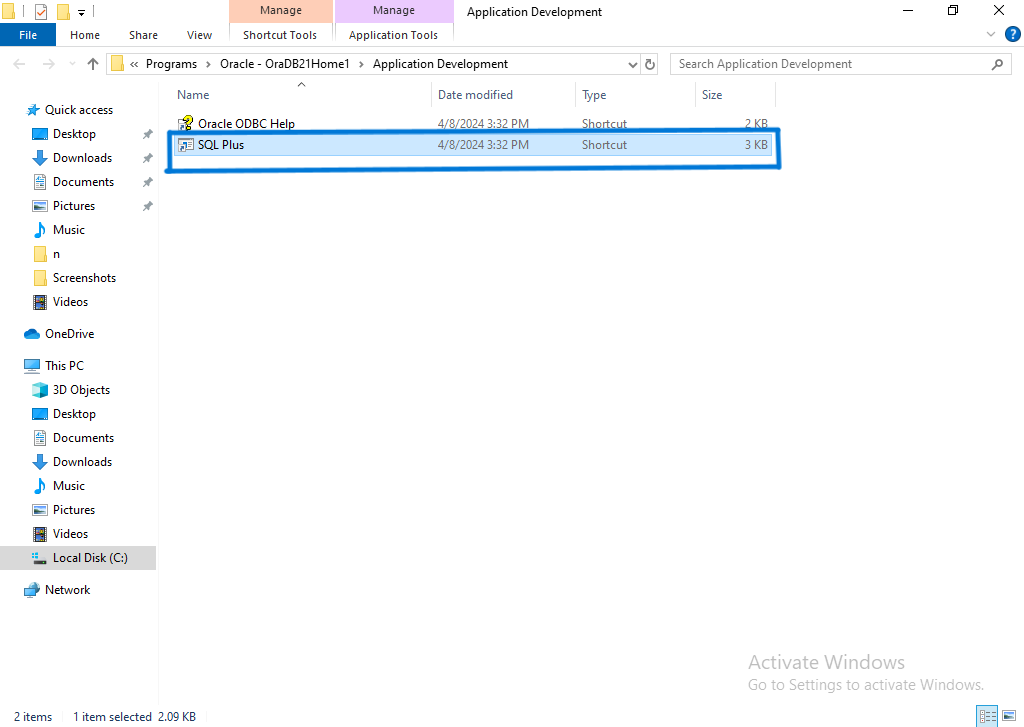 Manage Manage Application Development
File Home Share View Shortcut Tools Application Tools
« Programs › Oracle - OraDB21Home1 › Application Development Search Application Development
Name Date modified Type Size
Quick access
Desktop
Downloads
Documents
Pictures
Music
n
Screenshots
Videos
OneDrive
This PC
3D Objects
Desktop
Documents
Downloads
Music
Pictures
Videos
Local Disk (C:)
Network
Oracle ODBC Help 4/8/2024 3:32 PM Shortcut 2 KB
SQL Plus 4/8/2024 3:32 PM Shortcut 3 KB
Activate Windows
Go to Settings to activate Windows.
2 items 1 item selected 2.09 KB